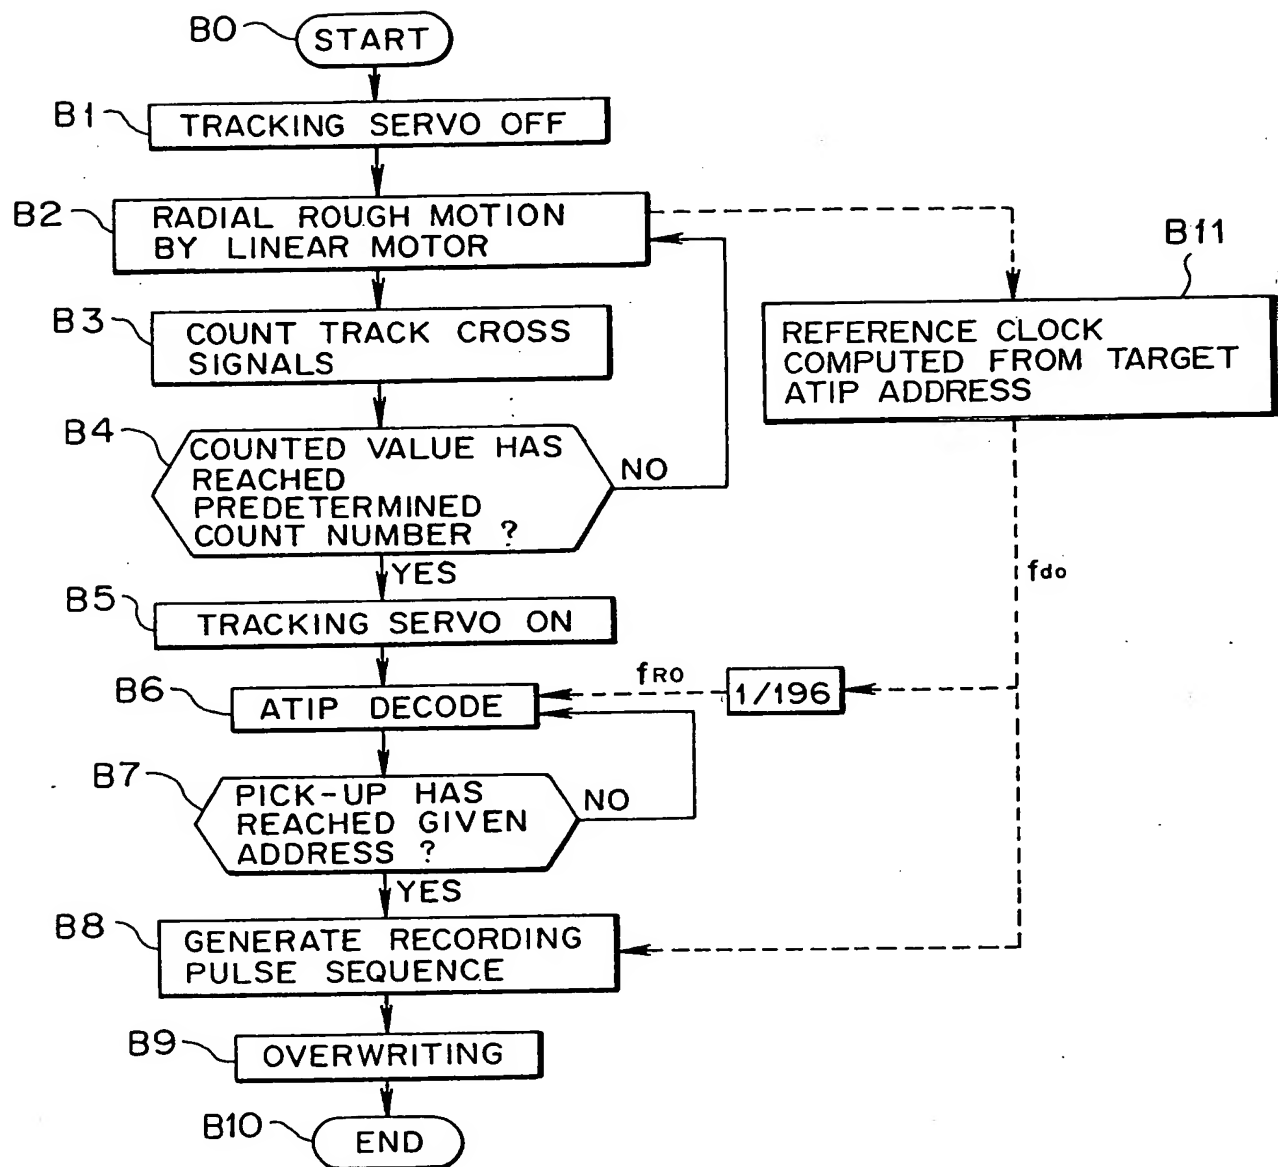 B0
START
B1
TRACKING SERVO OFF
B2
RADIAL ROUGH MOTION
BY LINEAR MOTOR
B11
B3
COUNT TRACK CROSS
SIGNALS
REFERENCE CLOCK
COMPUTED FROM TARGET
ATIP ADDRESS
B4
COUNTED VALUE HAS
REACHED
PREDETERMINED
COUNT NUMBER ?
NO
YES
fdo
B5
TRACKING SERVO ON
B6
ATIP DECODE
fRO
1/196
B7
PICK-UP HAS
REACHED GIVEN
ADDRESS ?
NO
YES
B8
GENERATE RECORDING
PULSE SEQUENCE
B9
OVERWRITING
B10
END